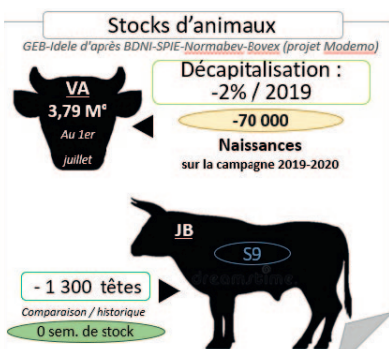 Stocks d’animaux
GEB-Idele d'après BDNI-SPIE-Normabev-Bovex (projet Modemo)
VA
3,79 M°
Au 1er
juillet
Décapitalisation :
-2% / 2019
-70 000
Naissances
sur la campagne 2019-2020
JB
S9
dreamstime
- 1 300 têtes
Comparaison / historique
0 sem. de stock